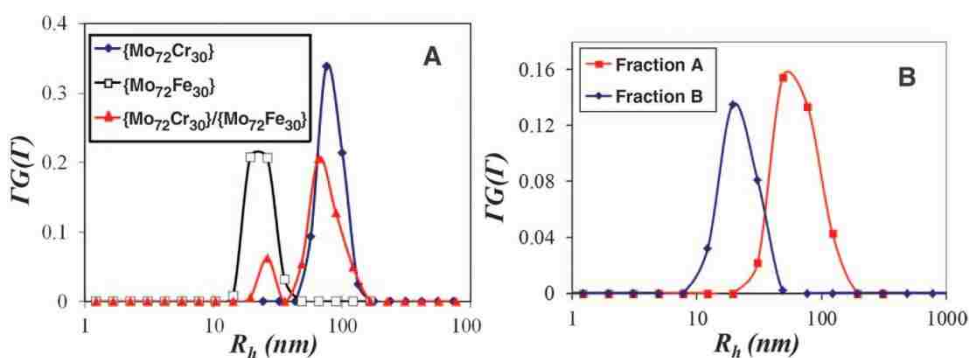 0.4
0.3
0.2
0.1
0
ΓG(Γ)
{Mo72Cr30}
{Mo72Fe30}
{Mo72Cr30}/{Mo72Fe30}
A
1
10
100
100
Rh (nm)
0.16
0.12
0.08
0.04
0
ΓG(Γ)
Fraction A
Fraction B
B
1
10
100
1000
Rh (nm)